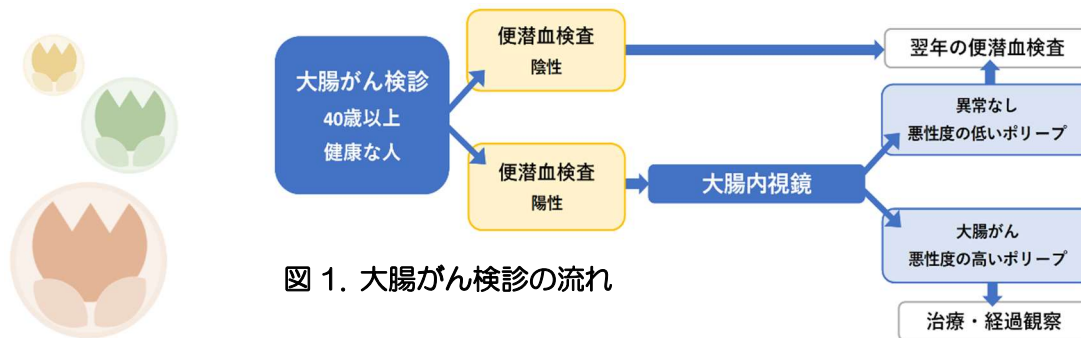 大腸がん検診
40歳以上
健康な人
便潜血検査
陰性
便潜血検査
陽性
大腸内視鏡
翌年の便潜血検査
異常なし
悪性度の低いポリープ
大腸がん
悪性度の高いポリープ
治療・経過観察
図 1. 大腸がん検診の流れ